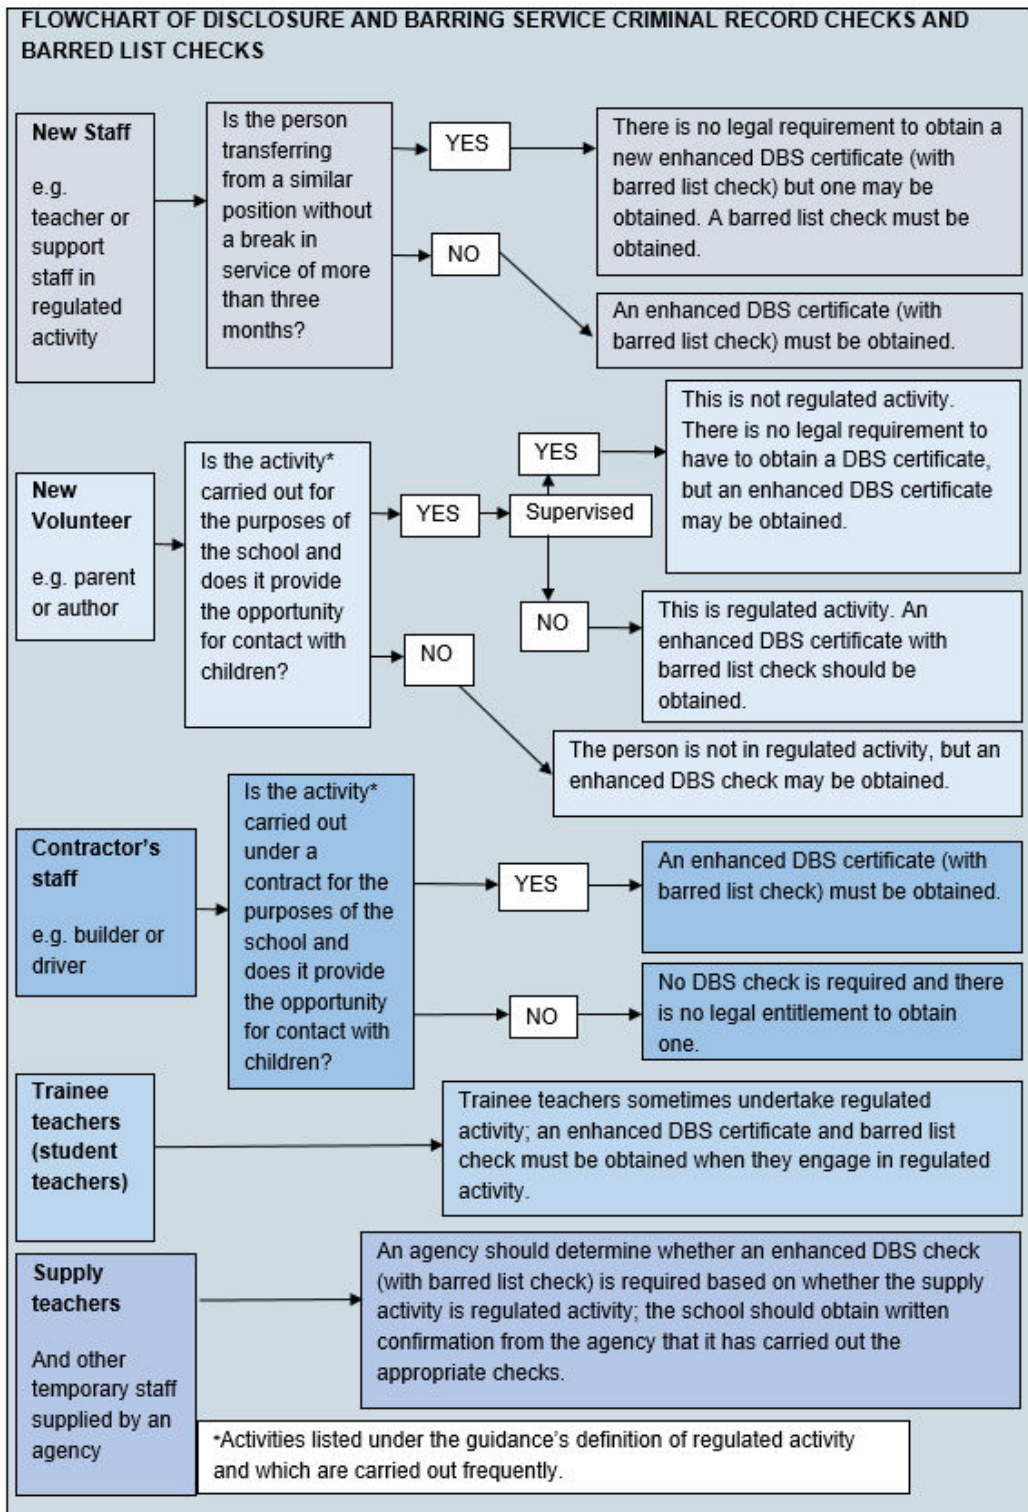 FLOWCHART OF DISCLOSURE AND BARRING SERVICE CRIMINAL RECORD CHECKS AND
BARRED LIST CHECKS
New Staff
e.g.
teacher or
support
staff in
regulated
activity
Is the person
transferring
from a similar
position without
a break in
service of more
than three
months?
YES
There is no legal requirement to obtain a
new enhanced DBS certificate (with
barred list check) but one may be
obtained. A barred list check must be
obtained.
NO
An enhanced DBS certificate (with
barred list check) must be obtained.
New
Volunteer
e.g. parent
or author
Is the activity*
carried out for
the purposes of
the school and
does it provide
the opportunity
for contact with
children?
YES
Supervised
YES
This is not regulated activity.
There is no legal requirement to
have to obtain a DBS certificate,
but an enhanced DBS certificate
may be obtained.
NO
This is regulated activity. An
enhanced DBS certificate with
barred list check should be
obtained.
NO
The person is not in regulated activity, but an
enhanced DBS check may be obtained.
Contractor's
staff
e.g. builder or
driver
Is the activity*
carried out
under a
contract for the
purposes of the
school and
does it provide
the opportunity
for contact with
children?
YES
An enhanced DBS certificate (with
barred list check) must be obtained.
NO
No DBS check is required and there
is no legal entitlement to obtain
one.
Trainee
teachers
(student
teachers)
Trainee teachers sometimes undertake regulated
activity; an enhanced DBS certificate and barred list
check must be obtained when they engage in regulated
activity.
Supply
teachers
And other
temporary staff
supplied by an
agency
An agency should determine whether an enhanced DBS check
(with barred list check) is required based on whether the supply
activity is regulated activity; the school should obtain written
confirmation from the agency that it has carried out the
appropriate checks.
*Activities listed under the guidance's definition of regulated activity
and which are carried out frequently.